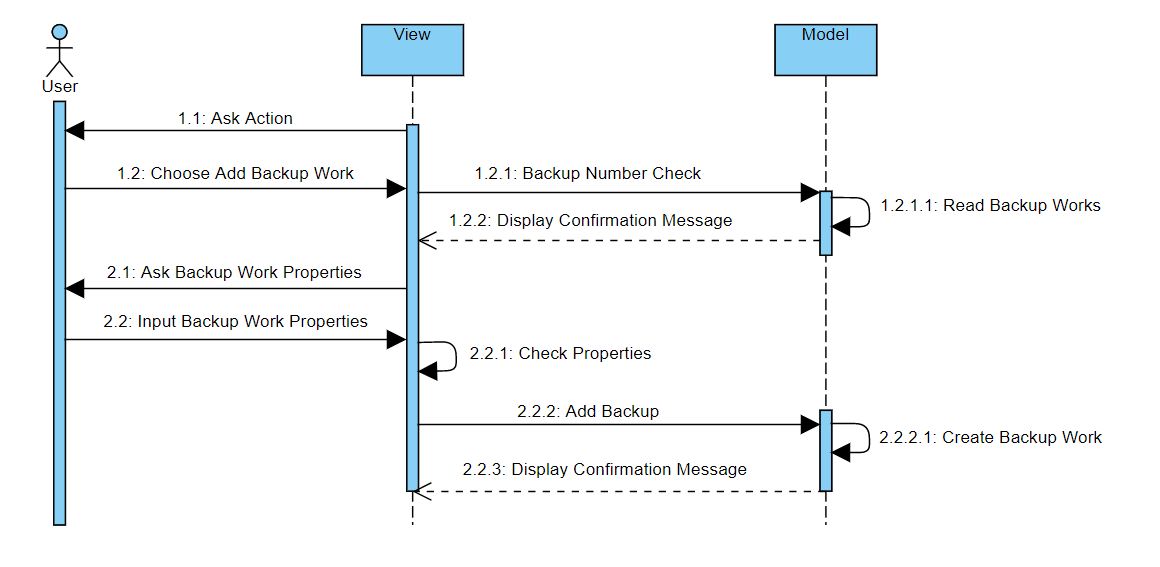 View
Model
User
1.1: Ask Action
1.2: Choose Add Backup Work
1.2.1: Backup Number Check
1.2.1.1: Read Backup Works
1.2.2: Display Confirmation Message
2.1: Ask Backup Work Properties
2.2: Input Backup Work Properties
2.2.1: Check Properties
2.2.2: Add Backup
2.2.2.1: Create Backup Work
2.2.3: Display Confirmation Message